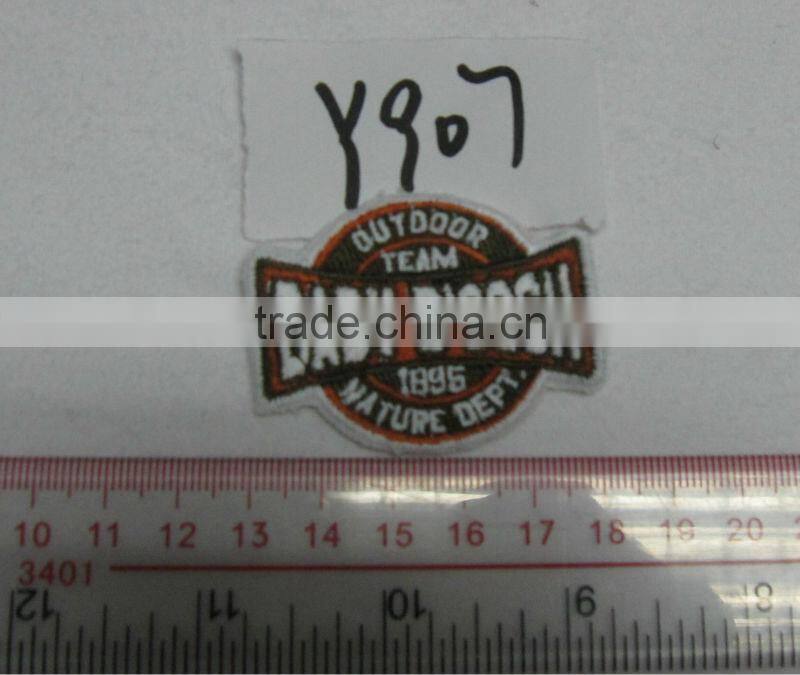 Y907
OUTDOOR
TEAM
trade.china.cn
1895
NATURE DEPT.
10 11 12 13 14 15 16 17 18 19 20
3401
12 11 10 9 8